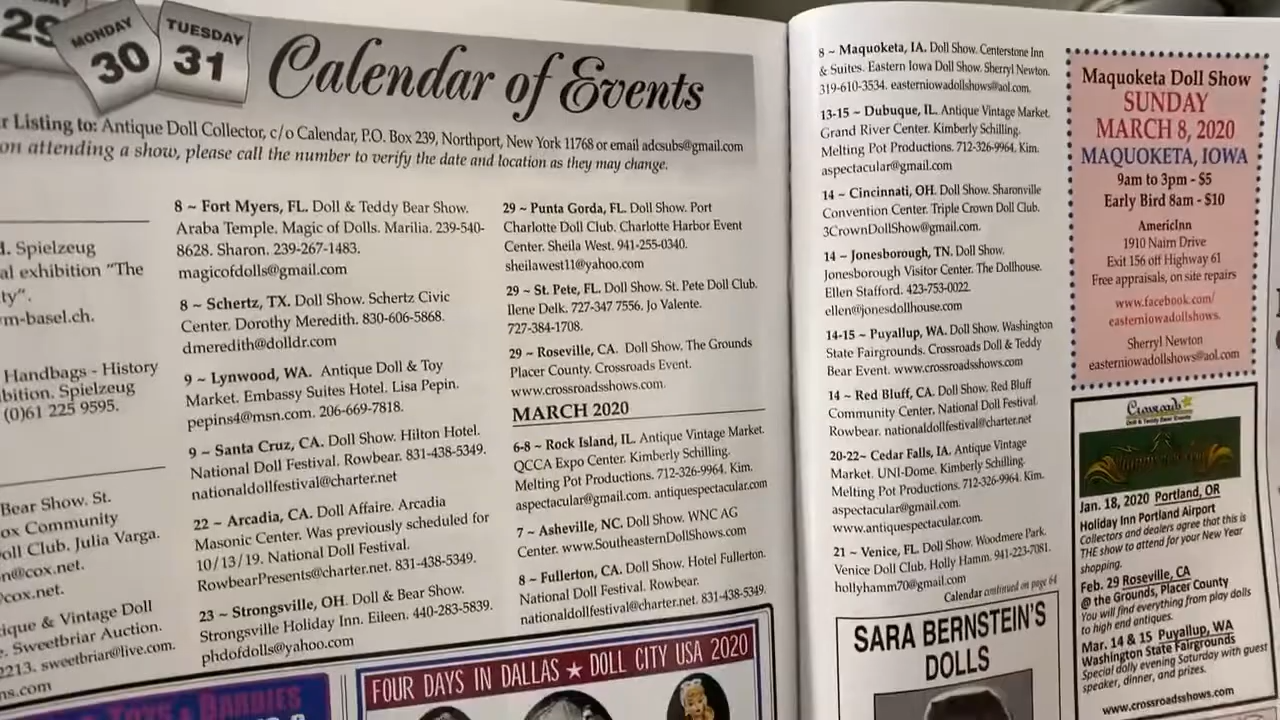 29
MONDAY
30
TUESDAY
31
Calendar of Events
r Listing to: Antique Doll Collector, c/o Calendar, P.O. Box 239, Northport, New York 11768 or email adcsubs@gmail.com
on attending a show, please call the number to verify the date and location as they may change.
Spielzeug
al exhibition "The
ty".
m-basel.ch.
Handbags - History
bition. Spielzeug
(0)61 225 9595.
Bear Show. St.
ox Community
oll Club. Julia Varga.
n@cox.net.
cox.net.
ique & Vintage Doll
e. Sweetbriar Auction.
2213. sweetbriar@live.com.
ns.com
8 ~ Fort Myers, FL. Doll & Teddy Bear Show.
Araba Temple. Magic of Dolls. Marilia. 239-540-
8628. Sharon. 239-267-1483.
magicofdolls@gmail.com
8 ~ Schertz, TX. Doll Show. Schertz Civic
Center. Dorothy Meredith. 830-606-5868.
dmeredith@dolldr.com
9 ~ Lynwood, WA. Antique Doll & Toy
Market. Embassy Suites Hotel. Lisa Pepin.
pepins4@msn.com. 206-669-7818.
9 ~ Santa Cruz, CA. Doll Show. Hilton Hotel.
National Doll Festival. Rowbear. 831-438-5349.
nationaldollfestival@charter.net
22 ~ Arcadia, CA. Doll Affaire. Arcadia
Masonic Center. Was previously scheduled for
10/13/19. National Doll Festival.
RowbearPresents@charter.net. 831-438-5349.
23 ~ Strongsville, OH. Doll & Bear Show.
Strongsville Holiday Inn. Eileen. 440-283-5839.
phdofdolls@yahoo.com
29 ~ Punta Gorda, FL. Doll Show. Port
Charlotte Doll Club. Charlotte Harbor Event
Center. Sheila West. 941-255-0340.
sheilawest11@yahoo.com
29 ~ St. Pete, FL. Doll Show. St. Pete Doll Club.
Ilene Delk. 727-347 7556. Jo Valente.
727-384-1708.
29 ~ Roseville, CA. Doll Show. The Grounds
Placer County. Crossroads Event.
www.crossroadsshows.com.
MARCH 2020
6-8 ~ Rock Island, IL. Antique Vintage Market.
QCCA Expo Center. Kimberly Schilling.
Melting Pot Productions. 712-326-9964. Kim.
aspectacular@gmail.com. antiquespectacular.com
7 ~ Asheville, NC. Doll Show. WNC AG
Center. www.SoutheasternDollShows.com
8 ~ Fullerton, CA. Doll Show. Hotel Fullerton.
National Doll Festival. Rowbear.
nationaldollfestival@charter.net. 831-438-5349.
TOYS & BARBIES
FOUR DAYS IN DALLAS ★ DOLL CITY USA 2020
8 ~ Maquoketa, IA. Doll Show. Centerstone Inn
& Suites. Eastern Iowa Doll Show. Sherryl Newton.
319-610-3534. easterniowadollshows@aol.com.
13-15 ~ Dubuque, IL. Antique Vintage Market.
Grand River Center. Kimberly Schilling.
Melting Pot Productions. 712-326-9964. Kim.
aspectacular@gmail.com
14 ~ Cincinnati, OH. Doll Show. Sharonville
Convention Center. Triple Crown Doll Club.
3CrownDollShow@gmail.com.
14 ~ Jonesborough, TN. Doll Show.
Jonesborough Visitor Center. The Dollhouse.
Ellen Stafford. 423-753-0022.
ellen@jonesdollhouse.com
14-15 ~ Puyallup, WA. Doll Show. Washington
State Fairgrounds. Crossroads Doll & Teddy
Bear Event. www.crossroadsshows.com
14 ~ Red Bluff, CA. Doll Show. Red Bluff
Community Center. National Doll Festival.
Rowbear. nationaldollfestival@charter.net
20-22~ Cedar Falls, IA. Antique Vintage
Market. UNI-Dome. Kimberly Schilling.
Melting Pot Productions. 712-326-9964. Kim.
aspectacular@gmail.com.
www.antiquespectacular.com.
21 ~ Venice, FL. Doll Show. Woodmere Park.
Venice Doll Club. Holly Hamm. 941-223-7081.
hollyhamm70@gmail.com
Calendar continued on page 64
SARA BERNSTEIN'S
DOLLS
Maquoketa Doll Show
SUNDAY
MARCH 8, 2020
MAQUOKETA, IOWA
9am to 3pm - $5
Early Bird 8am - $10
AmericInn
1910 Nairn Drive
Exit 156 off Highway 61
Free appraisals, on site repairs
www.facebook.com/
easterniowadollshows.
Sherryl Newton
easterniowadollshows@aol.com
Crossroads
Doll & Teddy Bear Events
Jan. 18, 2020 Portland, OR
Holiday Inn Portland Airport
Collectors and dealers agree that this is
THE show to attend for your New Year
shopping.
Feb. 29 Roseville, CA
@ the Grounds, Placer County
You will find everything from play dolls
to high end antiques.
Mar. 14 & 15 Puyallup, WA
Washington State Fairgrounds
Special dolly evening Saturday with guest
speaker, dinner, and prizes.
www.crossroadsshows.com